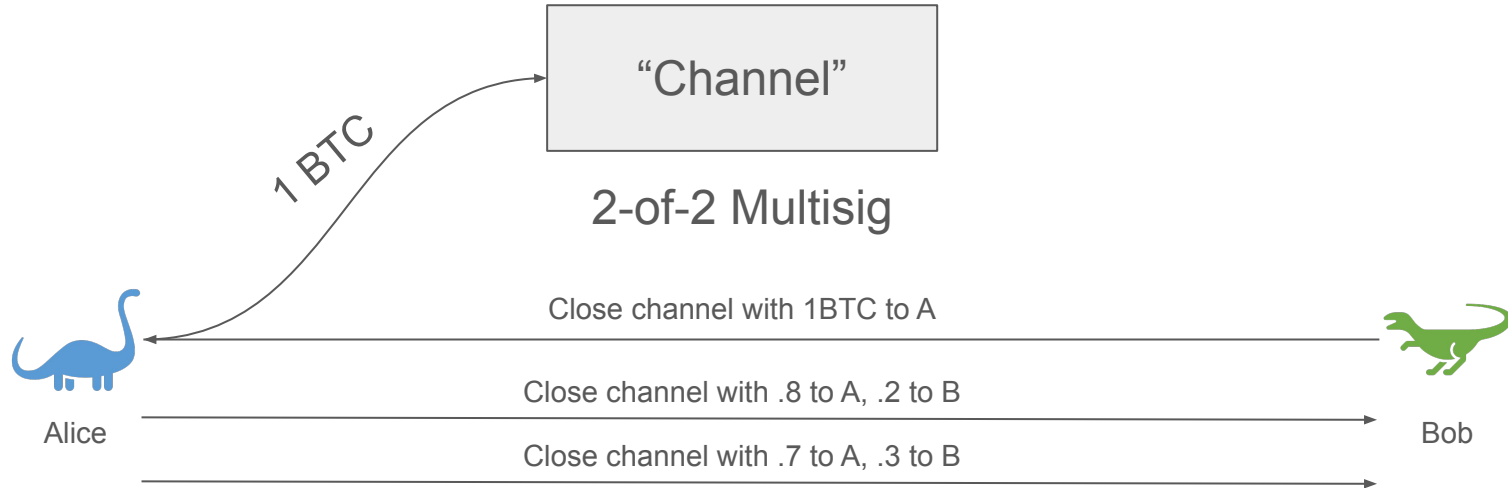 “Channel”
1 BTC
2-of-2 Multisig
Close channel with 1BTC to A
Close channel with .8 to A, .2 to B
Alice
Bob
Close channel with .7 to A, .3 to B